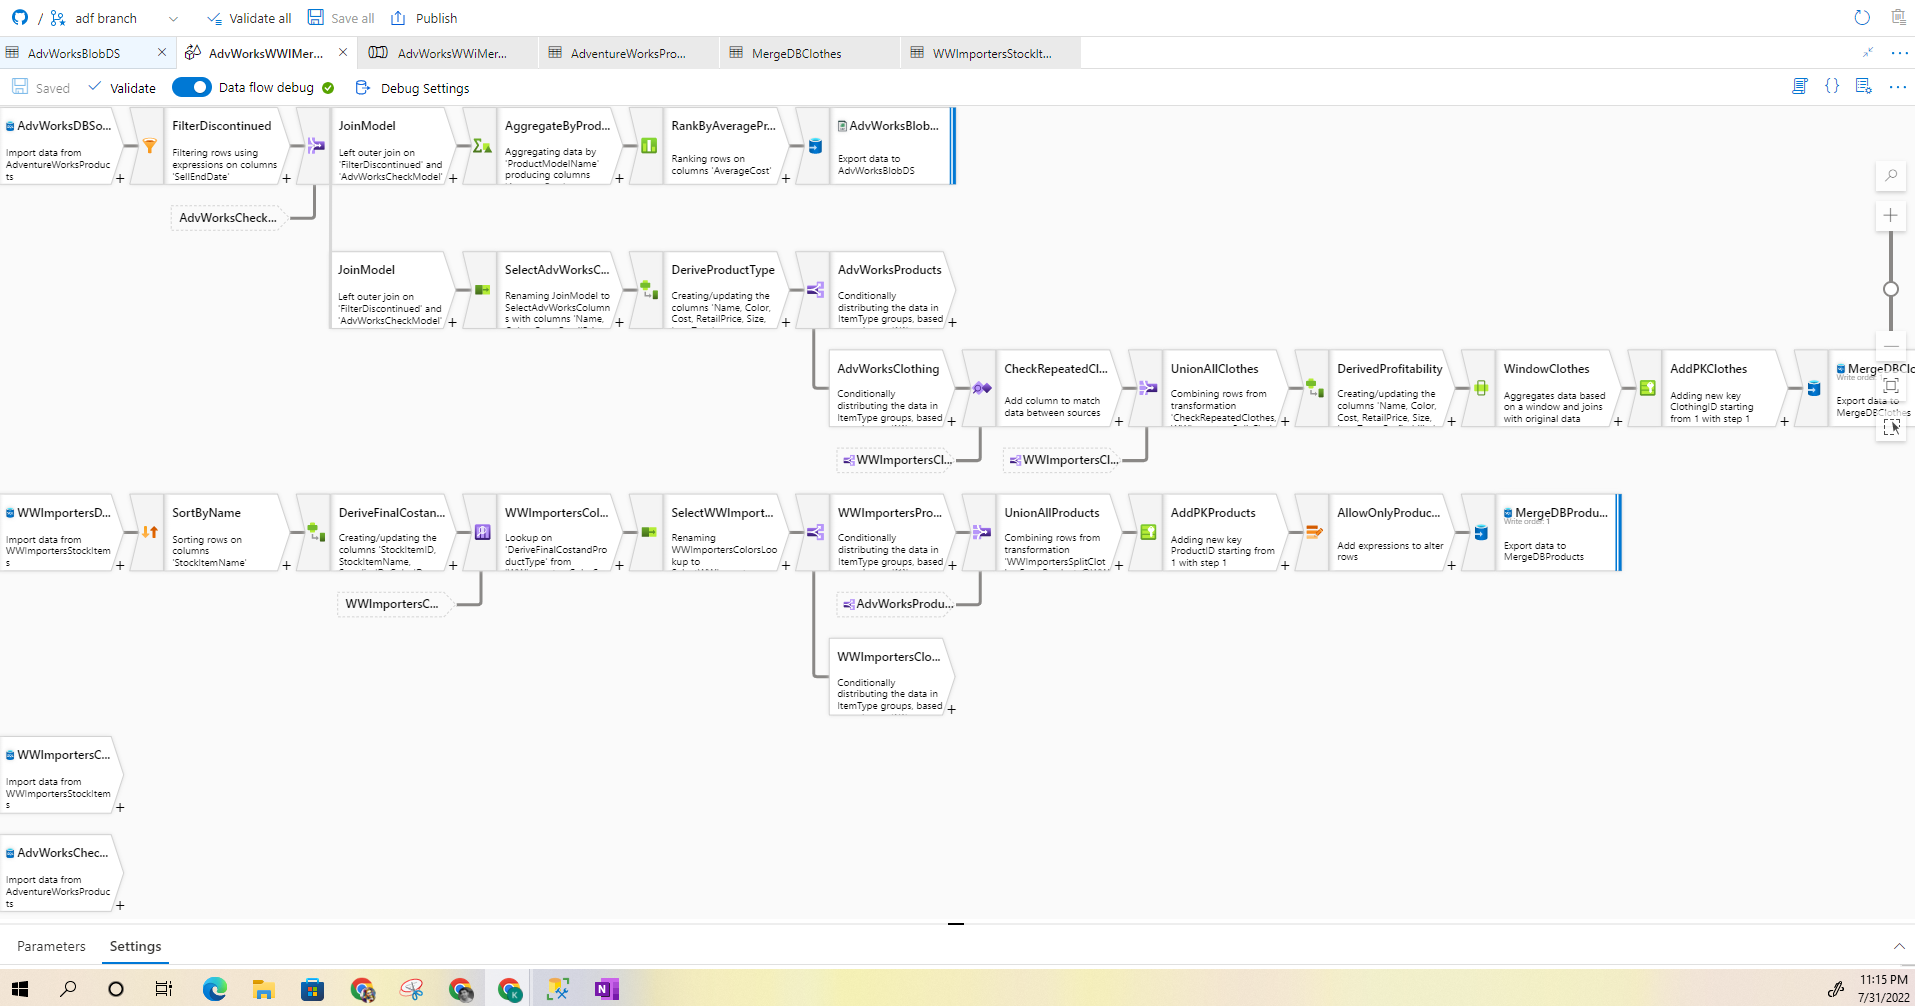 / adf branch Validate all Save all Publish
AdvWorksBlobDS AdvWorksWWIMer... AdvWorksWWiMer... AdventureWorksPro... MergeDBClothes WWImportersStockIt...
Saved Validate Data flow debug Debug Settings
AdvWorksDBSo...
Import data from
AdventureWorksProduc
ts
FilterDiscontinued
Filtering rows using
expressions on columns
'SellEndDate'
JoinModel
Left outer join on
'FilterDiscontinued' and
'AdvWorksCheckModel'
AggregateByProd...
Aggregating data by
'ProductModelName'
producing columns
RankByAveragePr...
Ranking rows on
columns 'AverageCost'
AdvWorksBlob...
Export data to
AdvWorksBlobDS
AdvWorksCheck...
JoinModel
Left outer join on
'FilterDiscontinued' and
'AdvWorksCheckModel'
SelectAdvWorksC...
Renaming JoinModel to
SelectAdvWorksColumn
s with columns 'Name,
DeriveProductType
Creating/updating the
columns 'Name, Color,
Cost, RetailPrice, Size,
AdvWorksProducts
Conditionally
distributing the data in
ItemType groups, based
AdvWorksClothing
Conditionally
distributing the data in
ItemType groups, based
CheckRepeatedCl...
Add column to match
data between sources
UnionAllClothes
Combining rows from
transformation
'CheckRepeatedClothes,
DerivedProfitability
Creating/updating the
columns 'Name, Color,
Cost, RetailPrice, Size,
WindowClothes
Aggregates data based
on a window and joins
with original data
AddPKClothes
Adding new key
ClothingID starting
from 1 with step 1
MergeDBClo
Write order:
Export data to
MergeDBClothes
WWImportersCl...
WWImportersCl...
WWImportersD...
Import data from
WWImportersStockItem
s
SortByName
Sorting rows on
columns
'StockItemName'
DeriveFinalCostan...
Creating/updating the
columns 'StockItemID,
StockItemName,
WWImportersCol...
Lookup on
'DeriveFinalCostandPro
ductType' from
SelectWWImport...
Renaming
WWImportersColorsLoo
kup to
WWImportersPro...
Conditionally
distributing the data in
ItemType groups, based
UnionAllProducts
Combining rows from
transformation
'WWImportersSplitClot
AddPKProducts
Adding new key
ProductID starting from
1 with step 1
AllowOnlyProduc...
Add expressions to alter
rows
MergeDBProdu...
Write order: 1
Export data to
MergeDBProducts
WWImportersC...
AdvWorksProdu...
WWImportersClo...
Conditionally
distributing the data in
ItemType groups, based
WWImportersC...
Import data from
WWImportersStockItem
s
AdvWorksChec...
Import data from
AdventureWorksProduc
ts
Parameters Settings
11:15 PM
7/31/2022